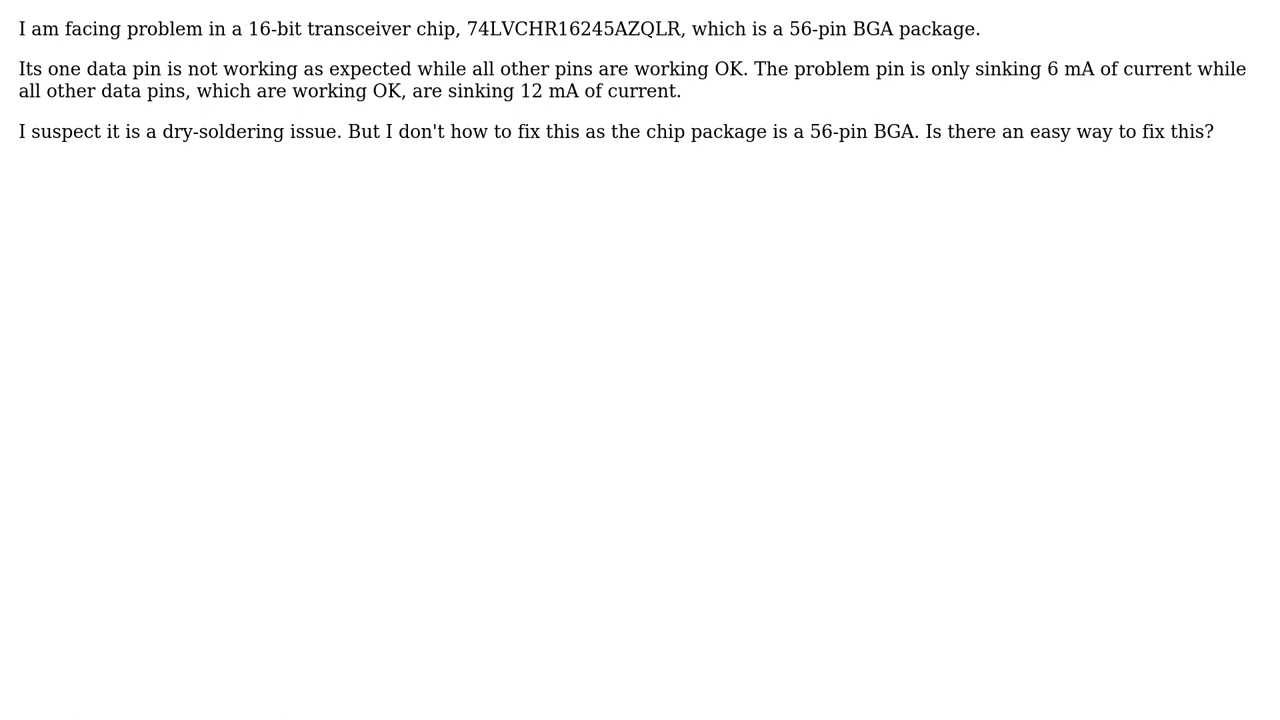 I am facing problem in a 16-bit transceiver chip, 74LVCHR16245AZQLR, which is a 56-pin BGA package.
Its one data pin is not working as expected while all other pins are working OK. The problem pin is only sinking 6 mA of current while
all other data pins, which are working OK, are sinking 12 mA of current.
I suspect it is a dry-soldering issue. But I don't how to fix this as the chip package is a 56-pin BGA. Is there an easy way to fix this?